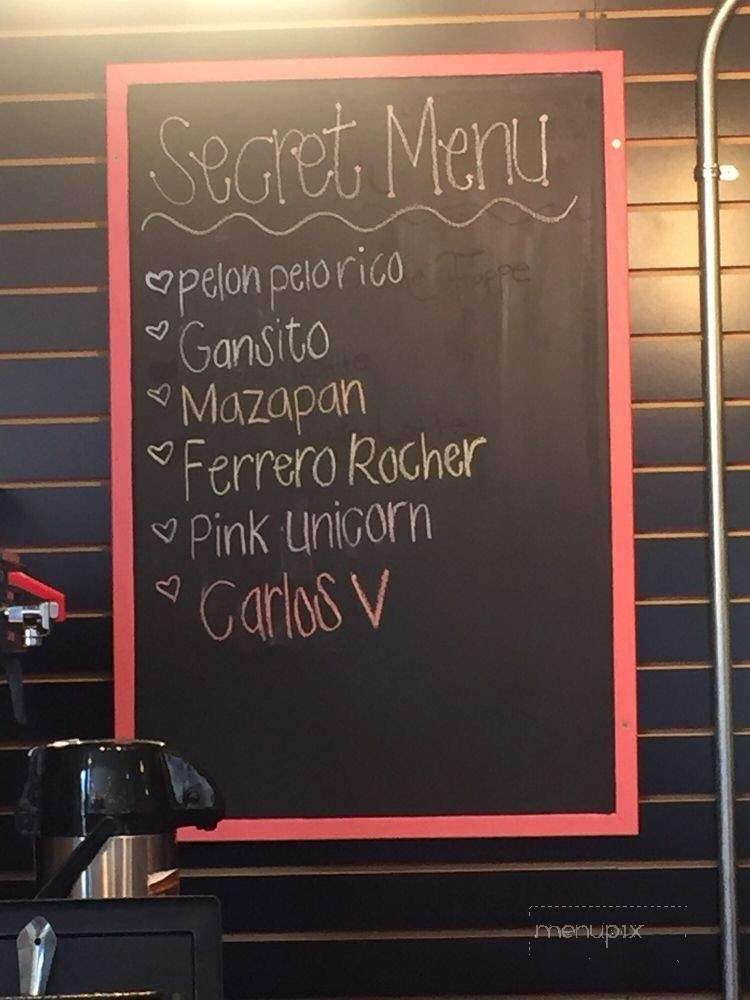 Secret Menu
pelon pelo rico
Gansito
Mazapan
Ferrero Rocher
Pink Unicorn
Carlos V
menupix